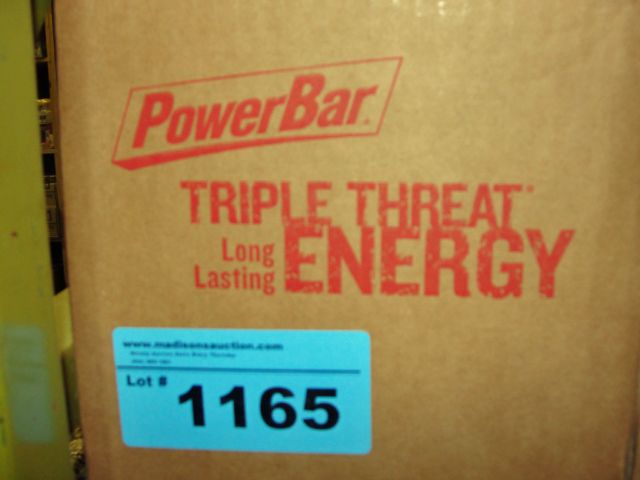 PowerBar
TRIPLE THREAT
Long Lasting ENERGY
www.madisonsauction.com
Lot # 1165